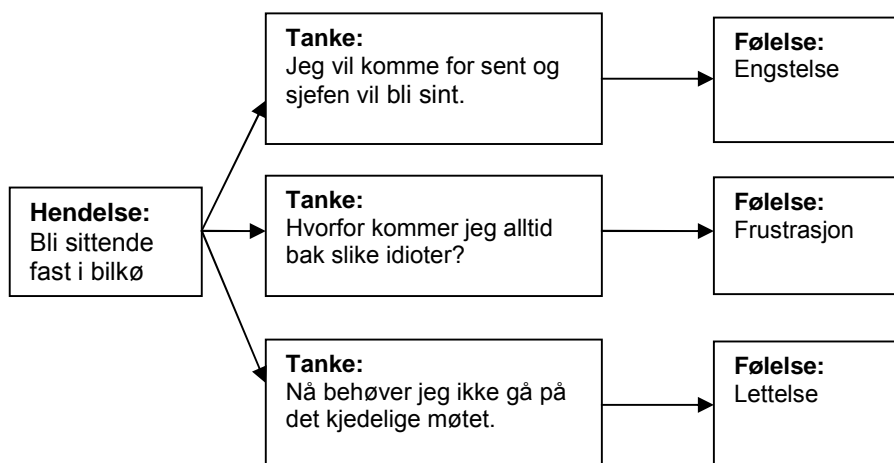 Hendelse:
Bli sittende
fast i bilkø
Tanke:
Jeg vil komme for sent og
sjefen vil bli sint.
Følelse:
Engstelse
Tanke:
Hvorfor kommer jeg alltid
bak slike idioter?
Følelse:
Frustrasjon
Tanke:
Nå behøver jeg ikke gå på
det kjedelige møtet.
Følelse:
Lettelse